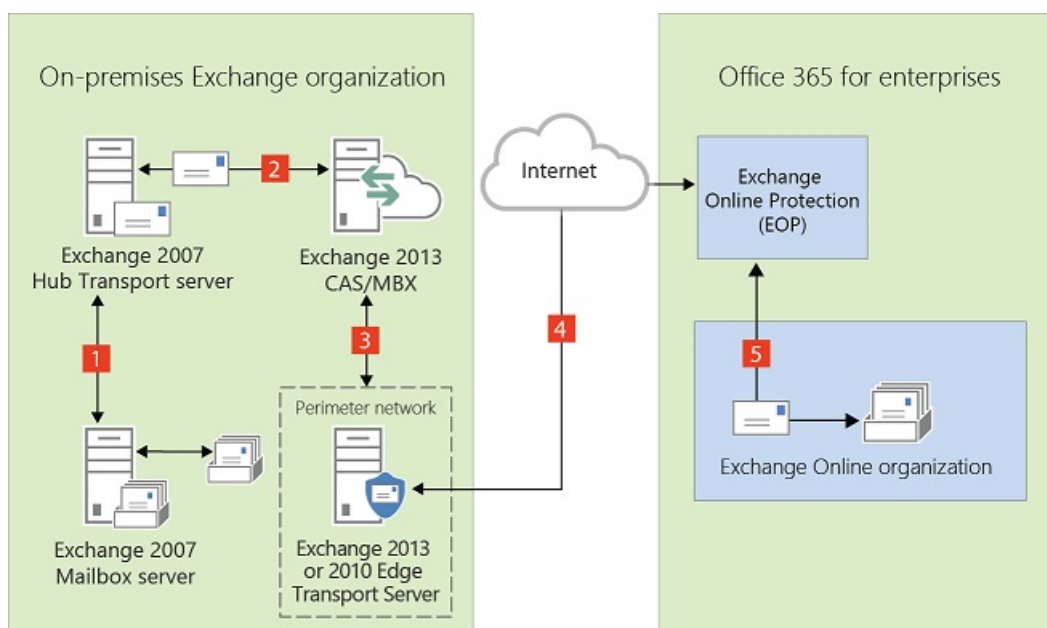 On-premises Exchange organization
2
Exchange 2007
Hub Transport server
Exchange 2013
CAS/MBX
1
3
Perimeter network
Exchange 2007
Mailbox server
Exchange 2013
or 2010 Edge
Transport Server
Internet
4
Office 365 for enterprises
Exchange
Online Protection
(EOP)
5
Exchange Online organization